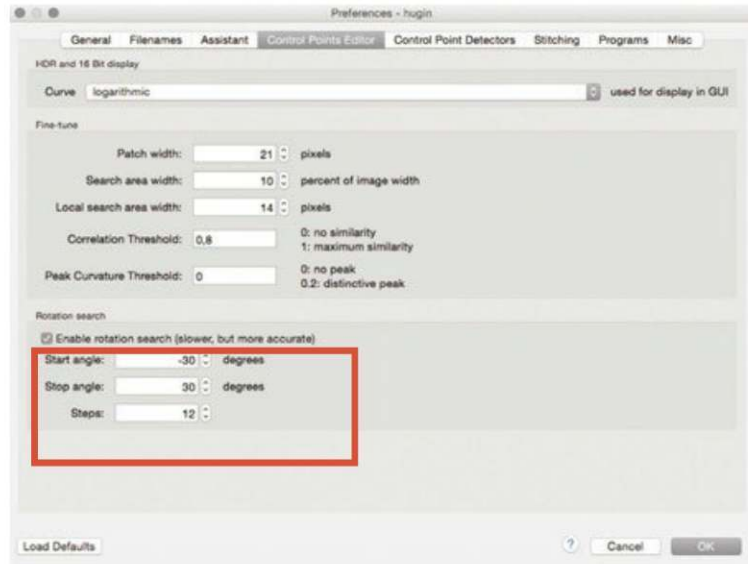 Preferences - hugin
General Filenames Assistant Control Points Editor Control Point Detectors Stitching Programs Misc
HDR and 16 Bit display
Curve logarithmic used for display in GUI
Fine-tune
Patch width: 21 pixels
Search area width: 10 percent of image width
Local search area width: 14 pixels
Correlation Threshold: 0,8 0: no similarity
1: maximum similarity
Peak Curvature Threshold: 0 0: no peak
0.2: distinctive peak
Rotation search
Enable rotation search (slower, but more accurate)
Start angle: -30 degrees
Stop angle: 30 degrees
Steps: 12
Load Defaults ? Cancel OK